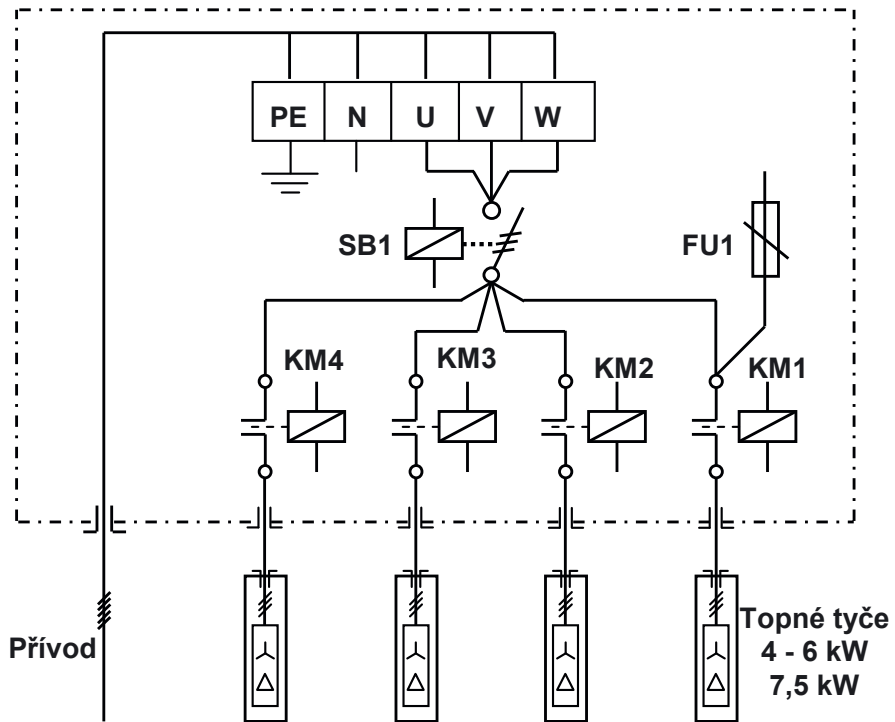 PE N U V W
SB1
FU1
KM4
KM3
KM2
KM1
Přívod
Topné tyče
4 - 6 kW
7,5 kW